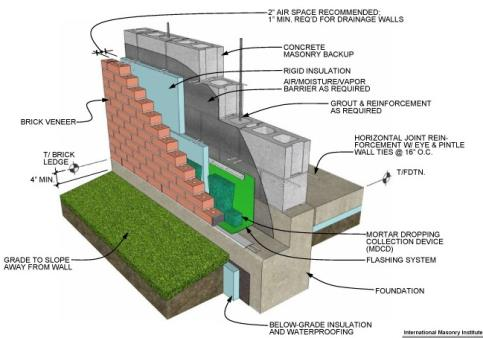 2" AIR SPACE RECOMMENDED;
1" MIN. REQ'D FOR DRAINAGE WALLS
CONCRETE
MASONRY BACKUP
RIGID INSULATION
AIR/MOISTURE/VAPOR
BARRIER AS REQUIRED
GROUT & REINFORCEMENT
AS REQUIRED
BRICK VENEER
HORIZONTAL JOINT REIN-
FORCEMENT W/ EYE & PINTLE
WALL TIES @ 16" O.C.
T/ BRICK
LEDGE
4" MIN.
T/FDTN.
MORTAR DROPPING
COLLECTION DEVICE
(MDCD)
FLASHING SYSTEM
GRADE TO SLOPE
AWAY FROM WALL
FOUNDATION
BELOW-GRADE INSULATION
AND WATERPROOFING
International Masonry Institute